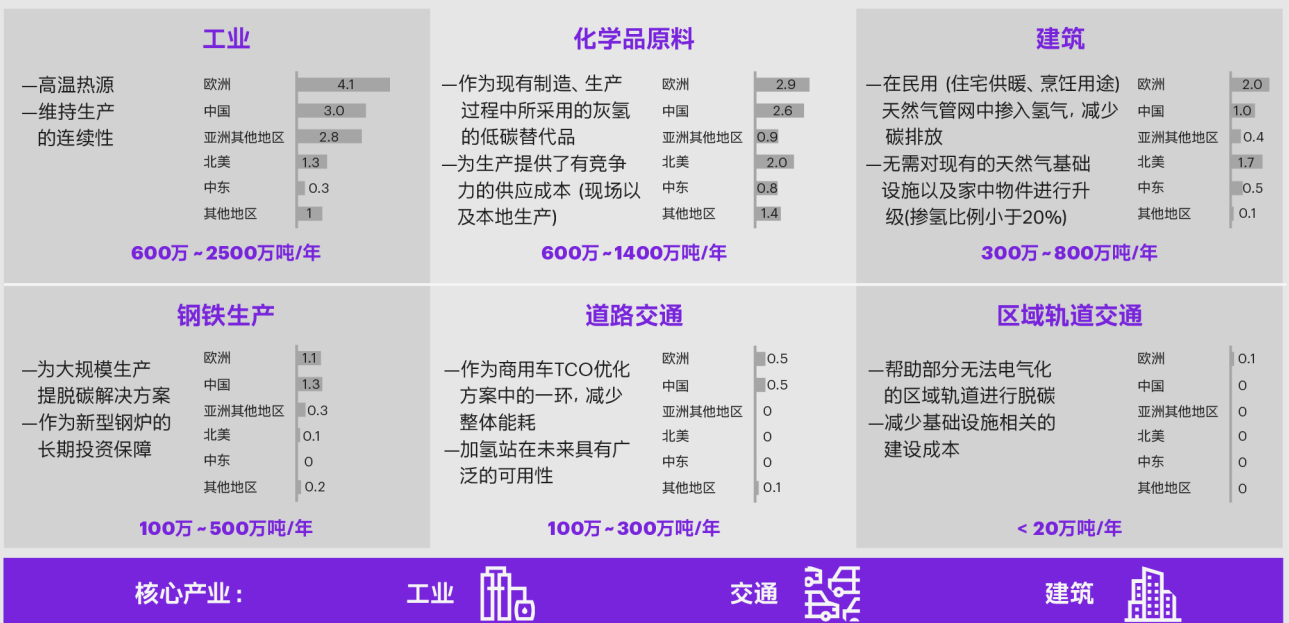 工业
—高温热源
—维持生产
的连续性
欧洲 4.1
中国 3.0
亚洲其他地区 2.8
北美 1.3
中东 0.3
其他地区 1
600万~2500万吨/年
化学品原料
—作为现有制造、生产
过程中所采用的灰氢
的低碳替代品
—为生产提供了有竞争
力的供应成本 (现场以
及本地生产)
欧洲 2.9
中国 2.6
亚洲其他地区 0.9
北美 2.0
中东 0.8
其他地区 1.4
600万~1400万吨/年
建筑
—在民用 (住宅供暖、烹饪用途)
天然气管网中掺入氢气，减少
碳排放
—无需对现有的天然气基础
设施以及家中物件进行升
级(掺氢比例小于20%)
欧洲 2.0
中国 1.0
亚洲其他地区 0.4
北美 1.7
中东 0.5
其他地区 0.1
300万~800万吨/年
钢铁生产
—为大规模生产
提脱碳解决方案
—作为新型钢炉的
长期投资保障
欧洲 1.1
中国 1.3
亚洲其他地区 0.3
北美 0.1
中东 0
其他地区 0.2
100万~500万吨/年
道路交通
—作为商用车TCO优化
方案中的一环，减少
整体能耗
—加氢站在未来具有广
泛的可用性
欧洲 0.5
中国 0.5
亚洲其他地区 0
北美 0
中东 0
其他地区 0.1
100万~300万吨/年
区域轨道交通
—帮助部分无法电气化
的区域轨道进行脱碳
—减少基础设施相关的
建设成本
欧洲 0.1
中国 0
亚洲其他地区 0
北美 0
中东 0
其他地区 0
< 20万吨/年
核心产业： 工业 交通 建筑